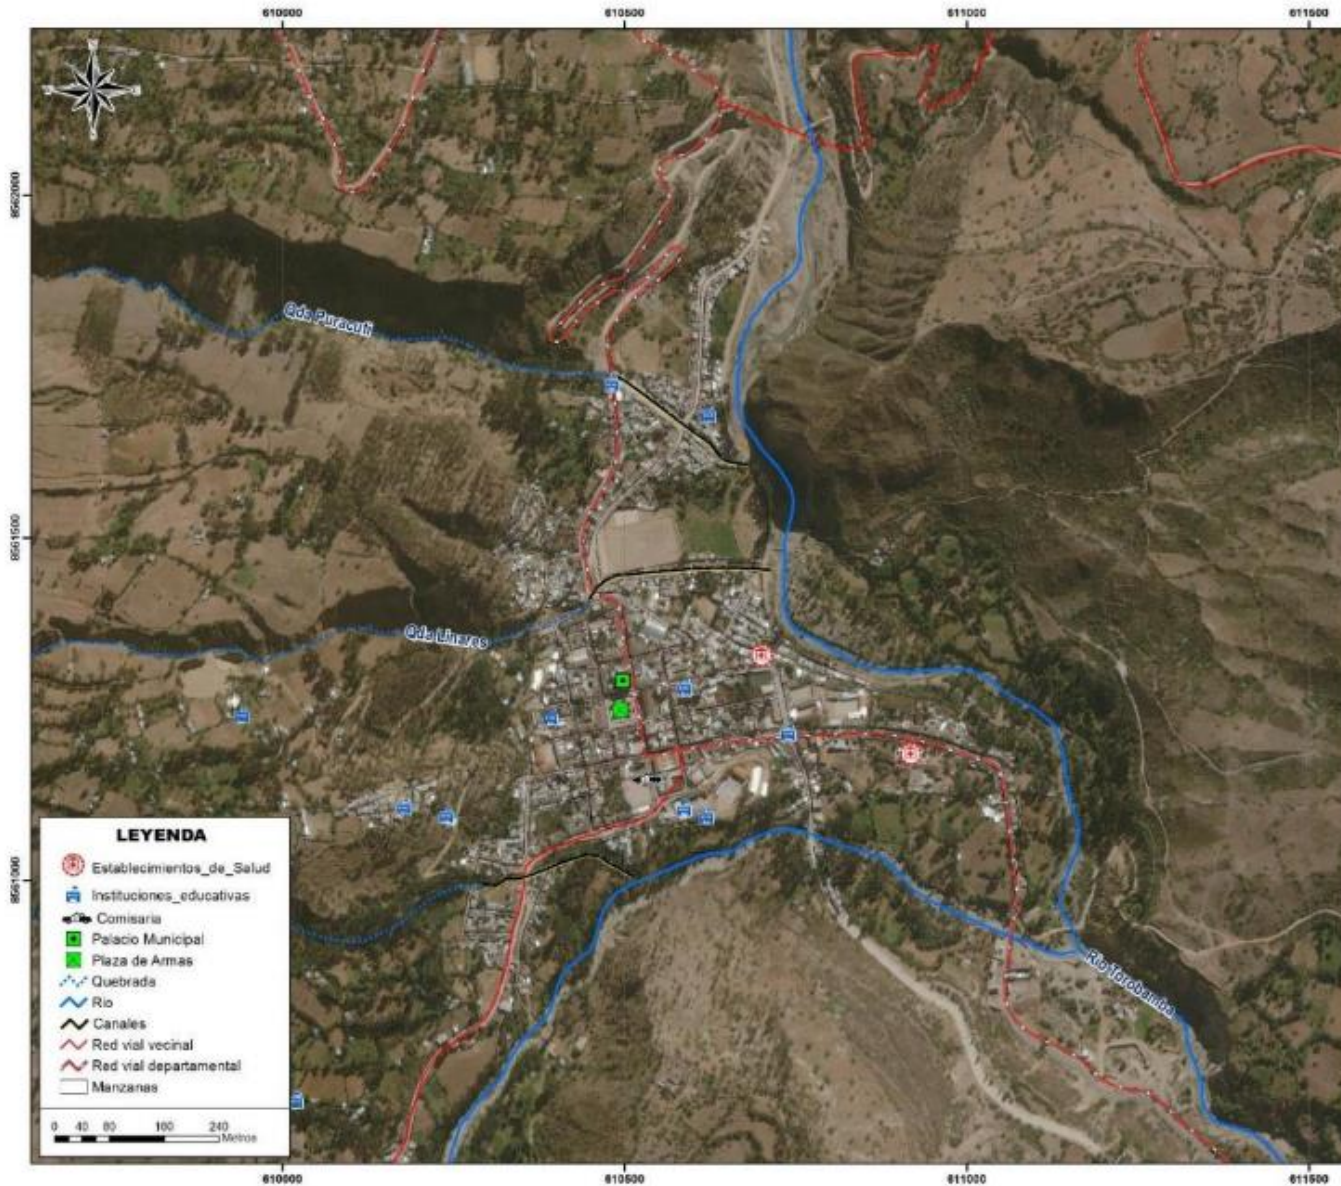 610000 610500 611000 611500
8562000
Qda Puracuti
8561500
Qda Linares
8561000
Rio Torobamba
LEYENDA
Establecimientos_de_Salud
Instituciones_educativas
Comisaria
Palacio Municipal
Plaza de Armas
Quebrada
Rio
Canales
Red vial vecinal
Red vial departamental
Manzanas
0 40 80 160 240
Metros
610000 610500 611000 611500